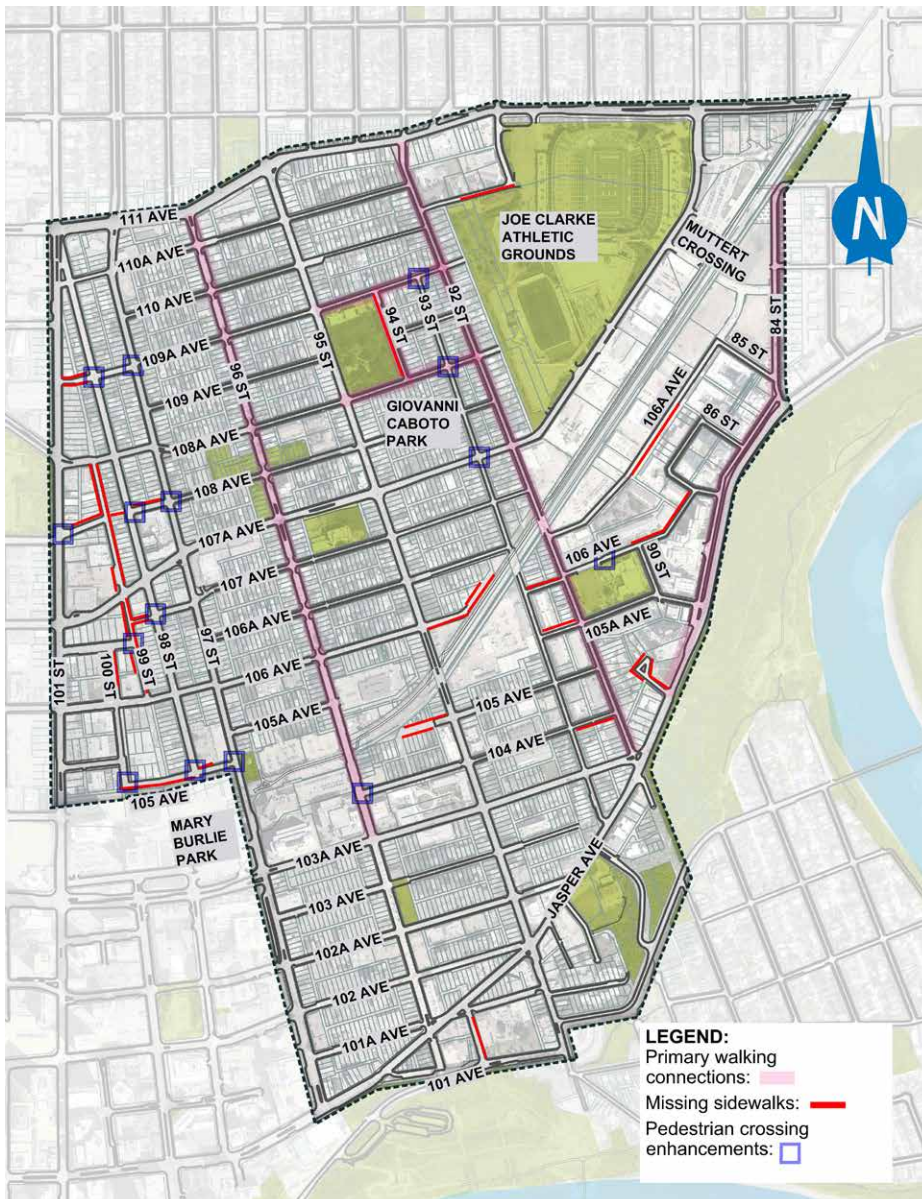 111 AVE
110A AVE
110 AVE
109A AVE
109 AVE
108A AVE
108 AVE
107A AVE
107 AVE
106A AVE
106 AVE
105A AVE
105 AVE
101 ST
100 ST
99 ST
98 ST
97 ST
96 ST
95 ST
94 ST
93 ST
92 ST
JOE CLARKE
ATHLETIC
GROUNDS
MUTTERT
CROSSING
84 ST
85 ST
86 ST
106A AVE
GIOVANNI
CABOTO
PARK
106 AVE
90 ST
105A AVE
105 AVE
104 AVE
MARY
BURLIE
PARK
103A AVE
103 AVE
102A AVE
102 AVE
101A AVE
101 AVE
JASPER AVE
N
LEGEND:
Primary walking
connections:
Missing sidewalks:
Pedestrian crossing
enhancements: